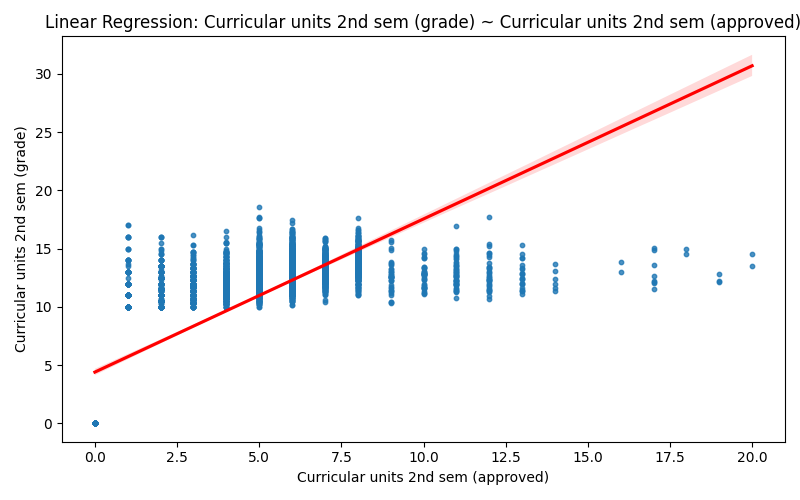 Linear Regression: Curricular units 2nd sem (grade) ~ Curricular units 2nd sem (approved)
Curricular units 2nd sem (grade)
30
25
20
15
10
5
0
0.0 2.5 5.0 7.5 10.0 12.5 15.0 17.5 20.0
Curricular units 2nd sem (approved)